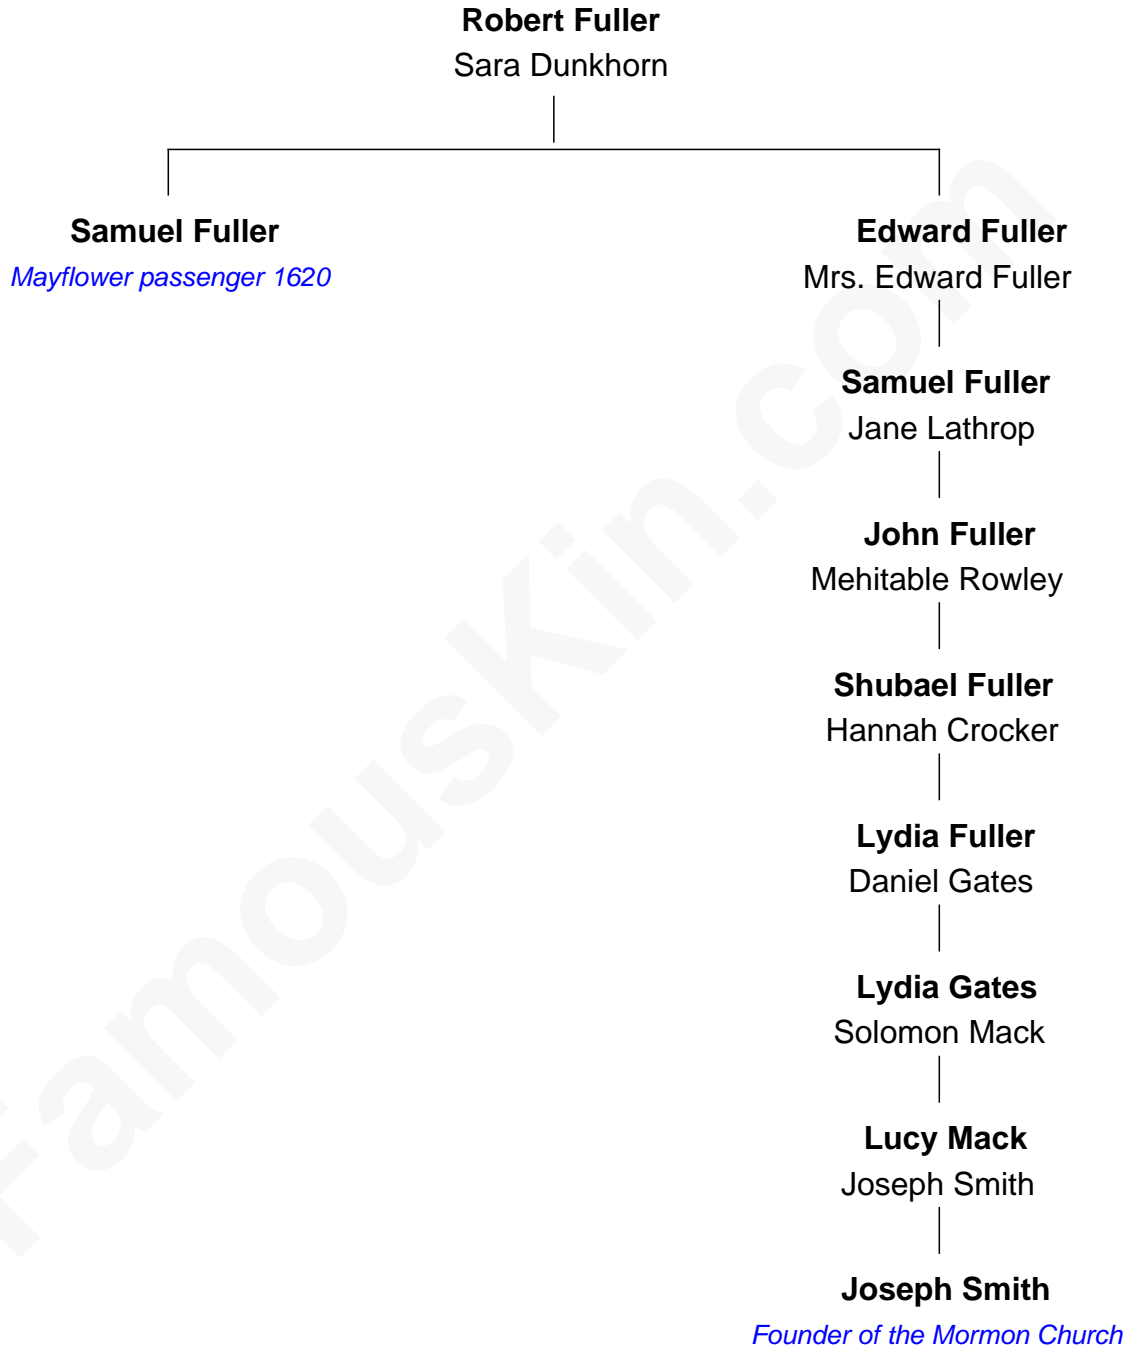 Robert Fuller
Sara Dunkhorn
Samuel Fuller
Mayflower passenger 1620
Edward Fuller
Mrs. Edward Fuller
Samuel Fuller
Jane Lathrop
John Fuller
Mehitable Rowley
Shubael Fuller
Hannah Crocker
Lydia Fuller
Daniel Gates
Lydia Gates
Solomon Mack
Lucy Mack
Joseph Smith
Joseph Smith
Founder of the Mormon Church
FamousKin.com